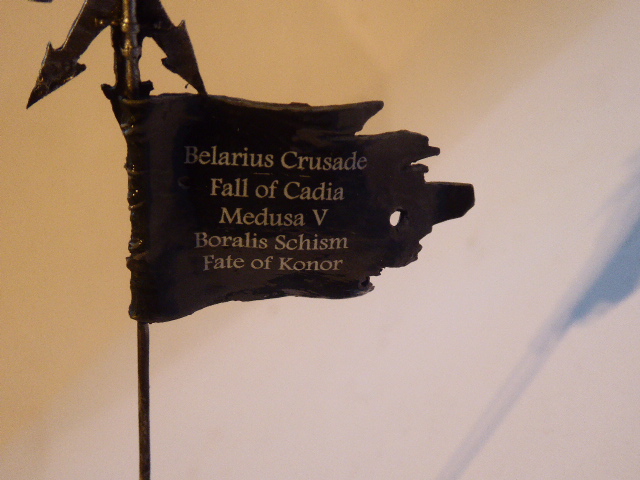 Belarius Crusade
Fall of Cadia
Medusa V
Boralis Schism
Fate of Konor